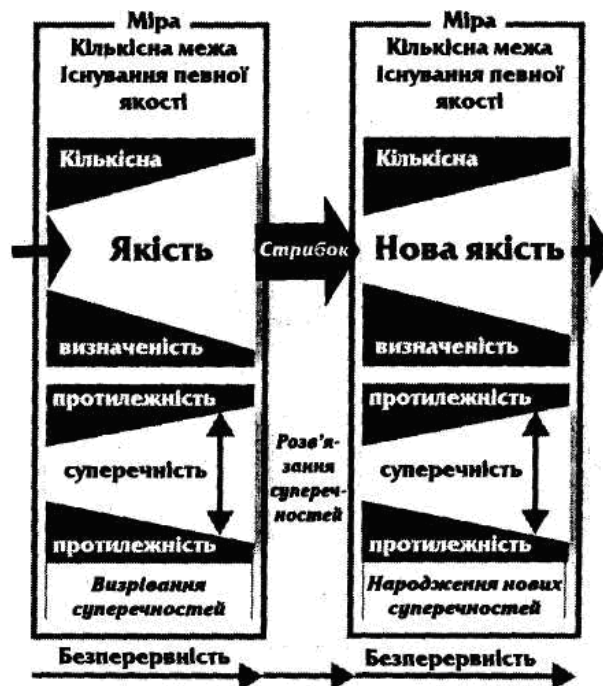 Міра
Кількісна межа
Існування певної
якості
Кількісна
Якість
визначеність
протилежність
суперечність
протилежність
Визрівання
суперечностей
Безперервність
Стрибок
Розв'я-
зання
супереч-
ностей
Міра
Кількісна межа
Існування певної
якості
Кількісна
Нова якість
визначеність
протилежність
суперечність
протилежність
Народження нових
суперечностей
Безперервність